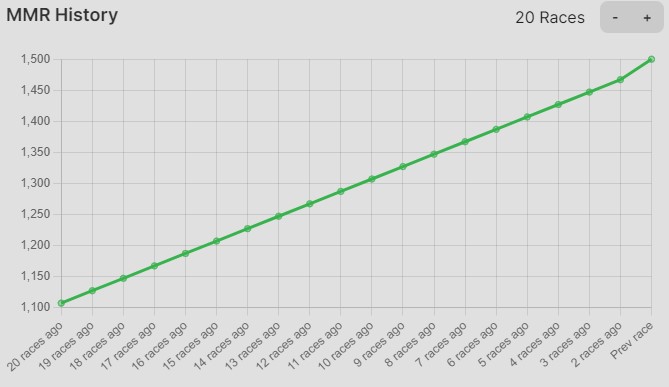 MMR History
20 Races
- +
1,500
1,450
1,400
1,350
1,300
1,250
1,200
1,150
1,100
20 races ago
19 races ago
18 races ago
17 races ago
16 races ago
15 races ago
14 races ago
13 races ago
12 races ago
11 races ago
10 races ago
9 races ago
8 races ago
7 races ago
6 races ago
5 races ago
4 races ago
3 races ago
2 races ago
Prev race